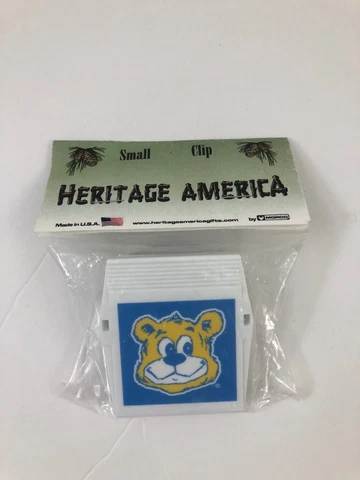 Small Clip
HERITAGE AMERICA
Made in U.S.A. www.heritageamericagifts.com by
®